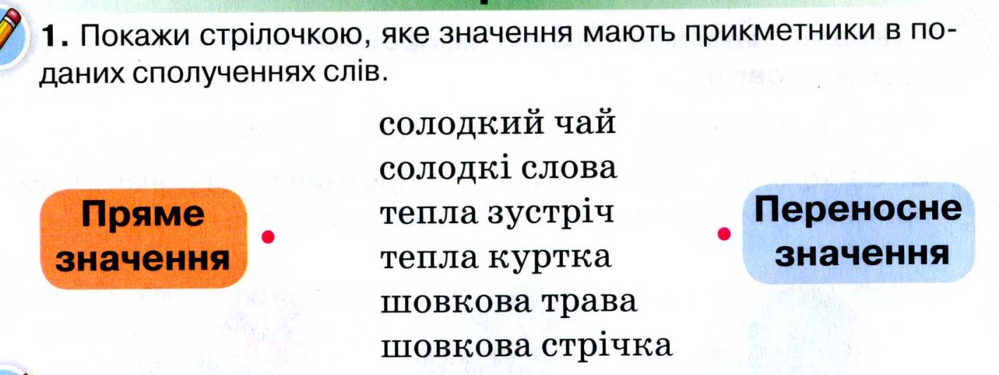 1. Покажи стрілочкою, яке значення мають прикметники в по-
даних сполученнях слів.
солодкий чай
солодкі слова
тепла зустріч
тепла куртка
шовкова трава
шовкова стрічка
Пряме
значення
Переносне
значення